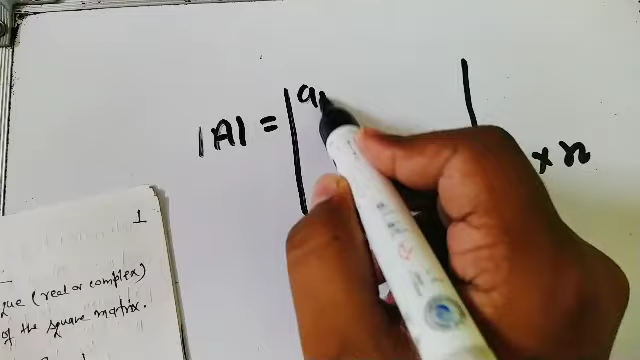 |A| = | a | × n
1
que (real or complex)
of the square matrix.